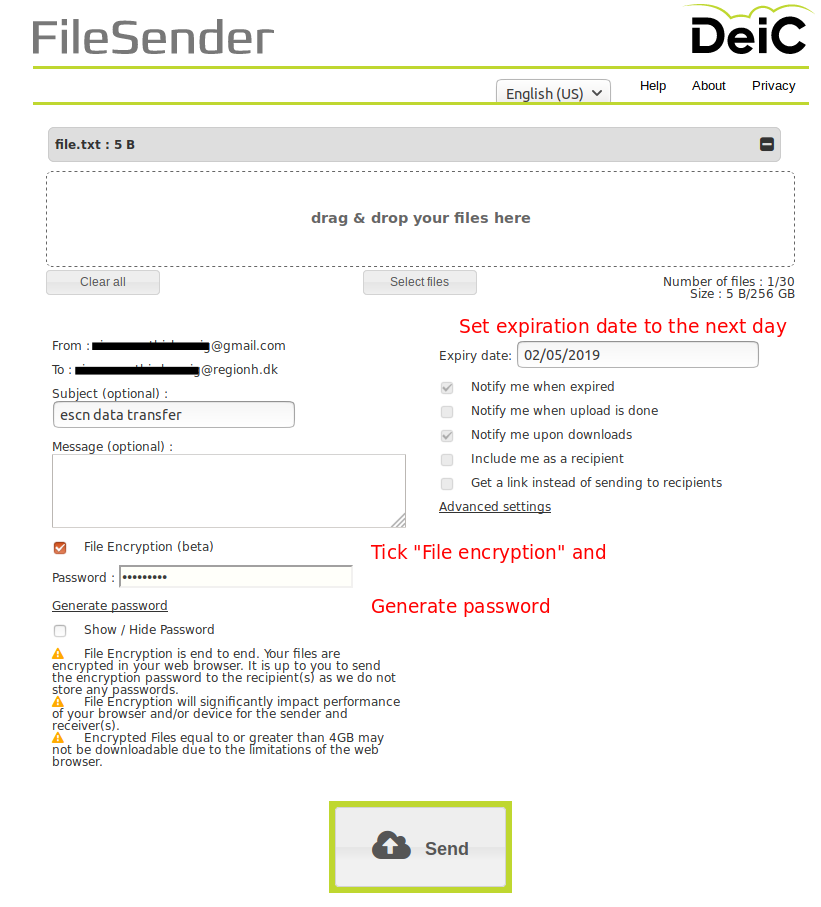 FileSender
DeiC
English (US)
Help
About
Privacy
file.txt : 5 B
drag & drop your files here
Clear all
Select files
Number of files : 1/30
Size : 5 B/256 GB
Set expiration date to the next day
From : @gmail.com
To : @regionh.dk
Subject (optional) :
escn data transfer
Message (optional) :
Expiry date: 02/05/2019
Notify me when expired
Notify me when upload is done
Notify me upon downloads
Include me as a recipient
Get a link instead of sending to recipients
Advanced settings
File Encryption (beta)
Tick "File encryption" and
Password : •••••••••
Generate password
Generate password
Show / Hide Password
File Encryption is end to end. Your files are
encrypted in your web browser. It is up to you to send
the encryption password to the recipient(s) as we do not
store any passwords.
File Encryption will significantly impact performance
of your browser and/or device for the sender and
receiver(s).
Encrypted Files equal to or greater than 4GB may
not be downloadable due to the limitations of the web
browser.
Send